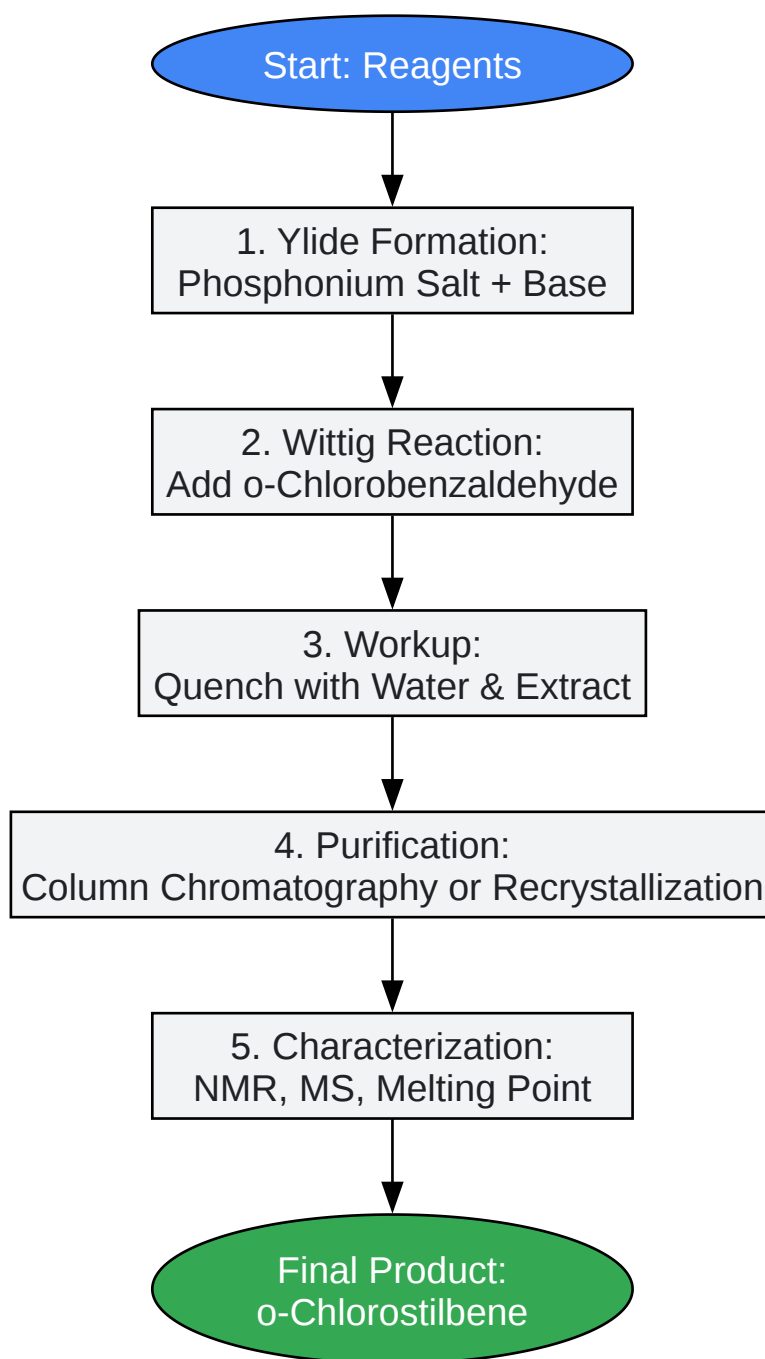 Start: Reagents
1. Ylide Formation:
Phosphonium Salt + Base
2. Wittig Reaction:
Add o-Chlorobenzaldehyde
3. Workup:
Quench with Water & Extract
4. Purification:
Column Chromatography or Recrystallization
5. Characterization:
NMR, MS, Melting Point
Final Product:
o-Chlorostilbene